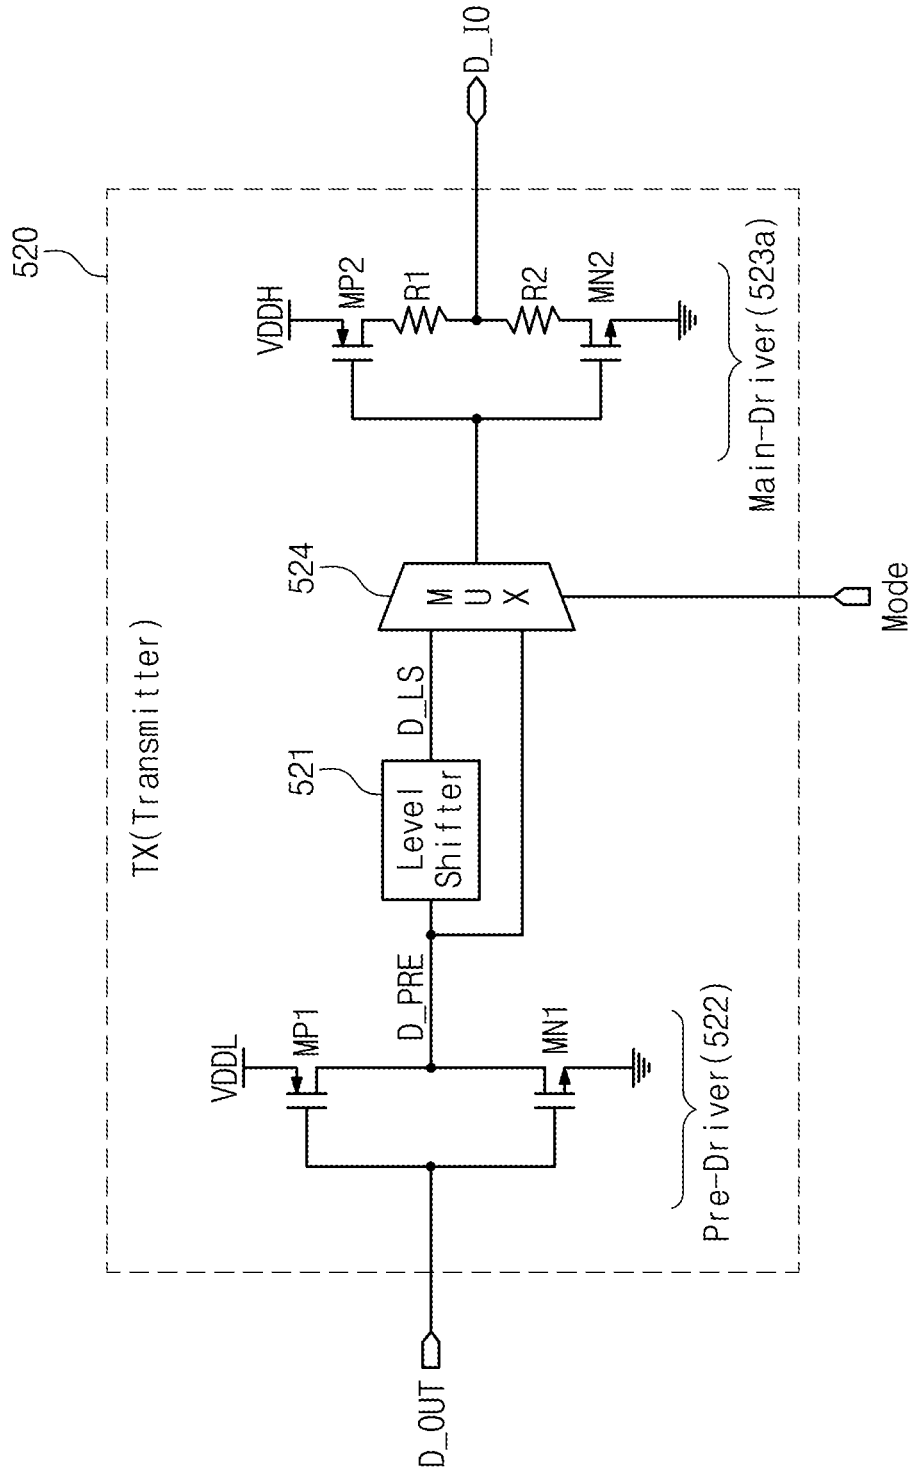 520
TX(Transmitter)
VDDL
MP1
D_PRE
MN1
Pre-Driver(522)
D_OUT
521
Level
Shifter
D_LS
524
MUX
Mode
VDDH
MP2
R1
R2
MN2
Main-Driver(523a)
D_IO